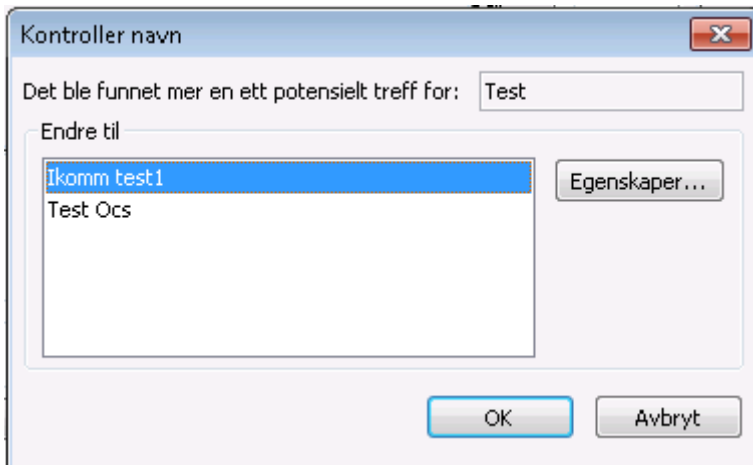 Kontroller navn
Det ble funnet mer en ett potensielt treff for: Test
Endre til
Ikomm test1
Egenskaper...
Test Ocs
OK
Avbryt